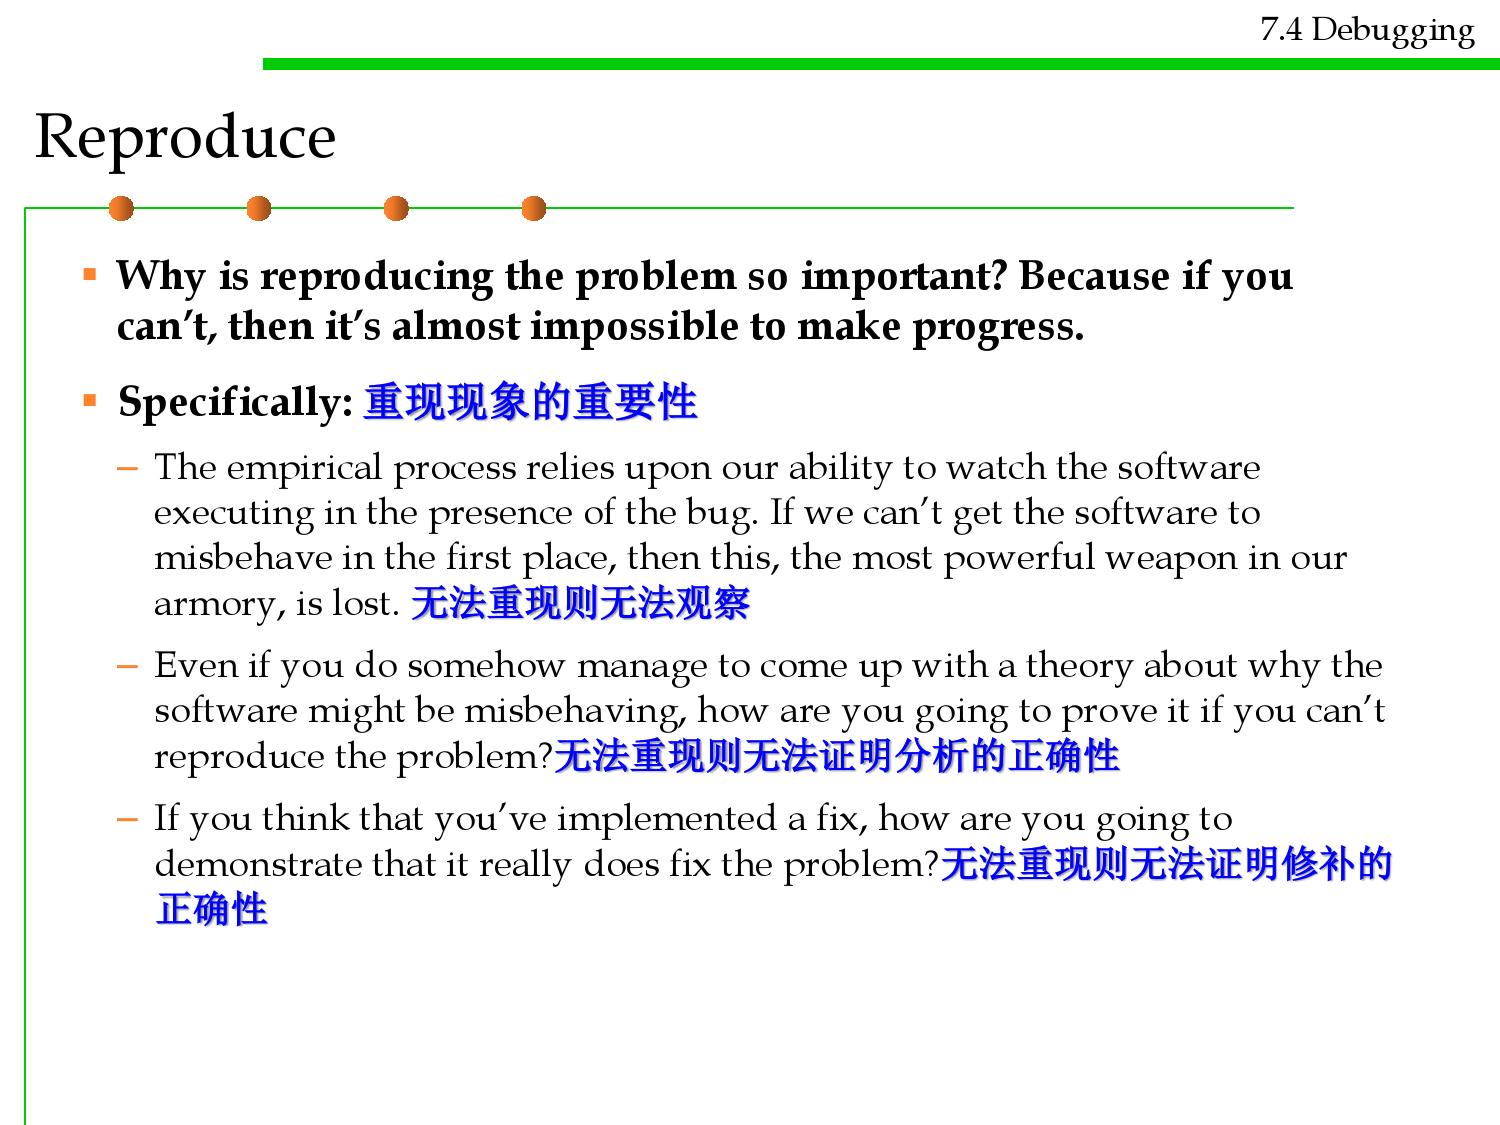 7.4 Debugging
Reproduce
▪ Why is reproducing the problem so important? Because if you
can’t, then it’s almost impossible to make progress.
▪ Specifically: 重现现象的重要性
– The empirical process relies upon our ability to watch the software
executing in the presence of the bug. If we can’t get the software to
misbehave in the first place, then this, the most powerful weapon in our
armory, is lost. 无法重现则无法观察
– Even if you do somehow manage to come up with a theory about why the
software might be misbehaving, how are you going to prove it if you can’t
reproduce the problem?无法重现则无法证明分析的正确性
– If you think that you’ve implemented a fix, how are you going to
demonstrate that it really does fix the problem?无法重现则无法证明修补的
正确性